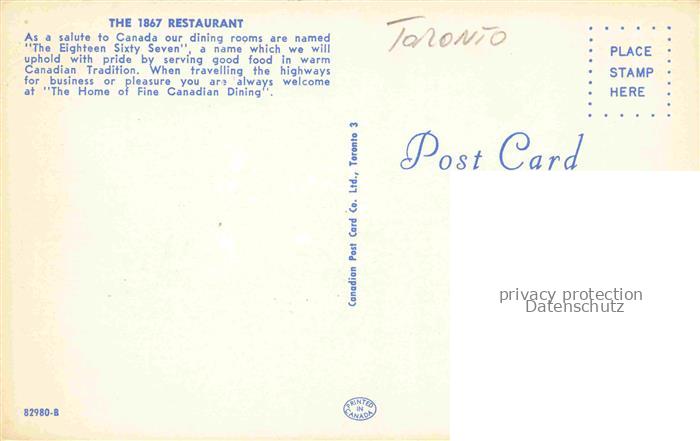 THE 1867 RESTAURANT
As a salute to Canada our dining rooms are named
"The Eighteen Sixty Seven", a name which we will
uphold with pride by serving good food in warm
Canadian Tradition. When travelling the highways
for business or pleasure you are always welcome
at "The Home of Fine Canadian Dining".
Toronto
PLACE
STAMP
HERE
Post Card
Canadian Post Card Co. Ltd., Toronto 3
privacy protection
Datenschutz
82980-B
PRINTED
IN
CANADA